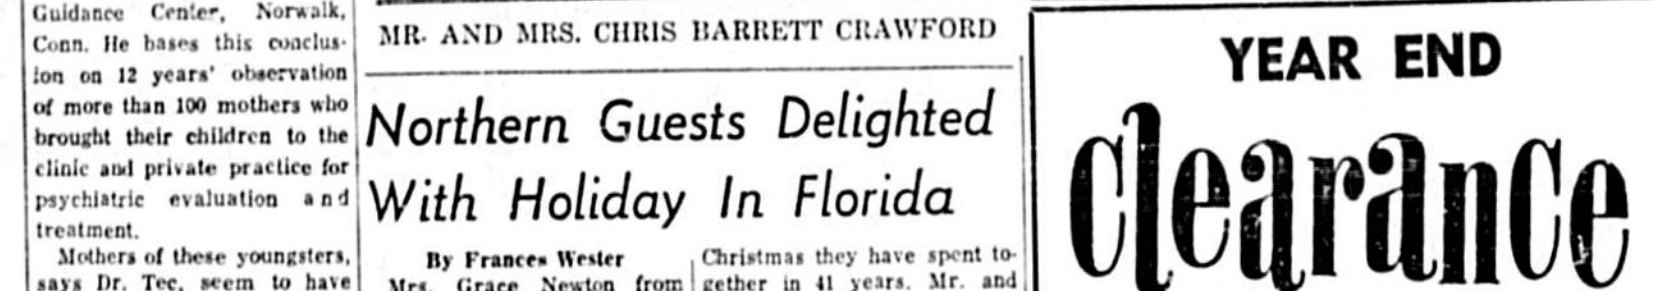 Guidance Center, Norwalk,
Conn. He bases this conclus-
ion on 12 years' observation
of more than 100 mothers who
brought their children to the
clinic and private practice for
psychiatric evaluation and
treatment.
Mothers of these youngsters,
says Dr. Tec, seem to have
MR. AND MRS. CHRIS BARRETT CRAWFORD
Northern Guests Delighted
With Holiday In Florida
By Frances Wester
Mrs. Grace Newton from
Christmas they have spent to-
gether in 41 years. Mr. and
YEAR END
clearance